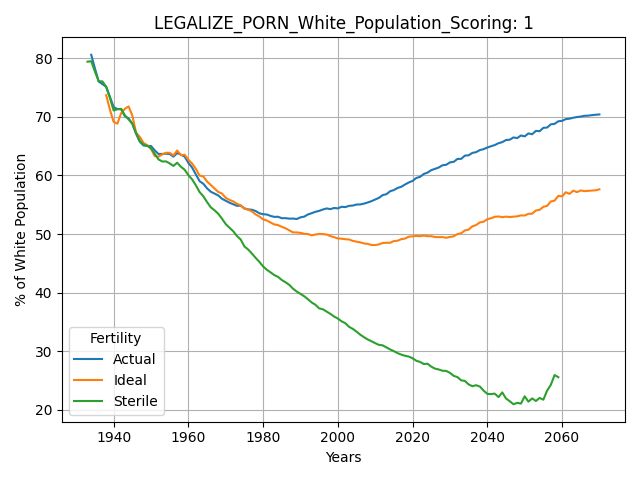 LEGALIZE_PORN_White_Population_Scoring: 1
% of White Population
80
70
60
50
40
30
20
Fertility
Actual
Ideal
Sterile
1940 1960 1980 2000 2020 2040 2060
Years